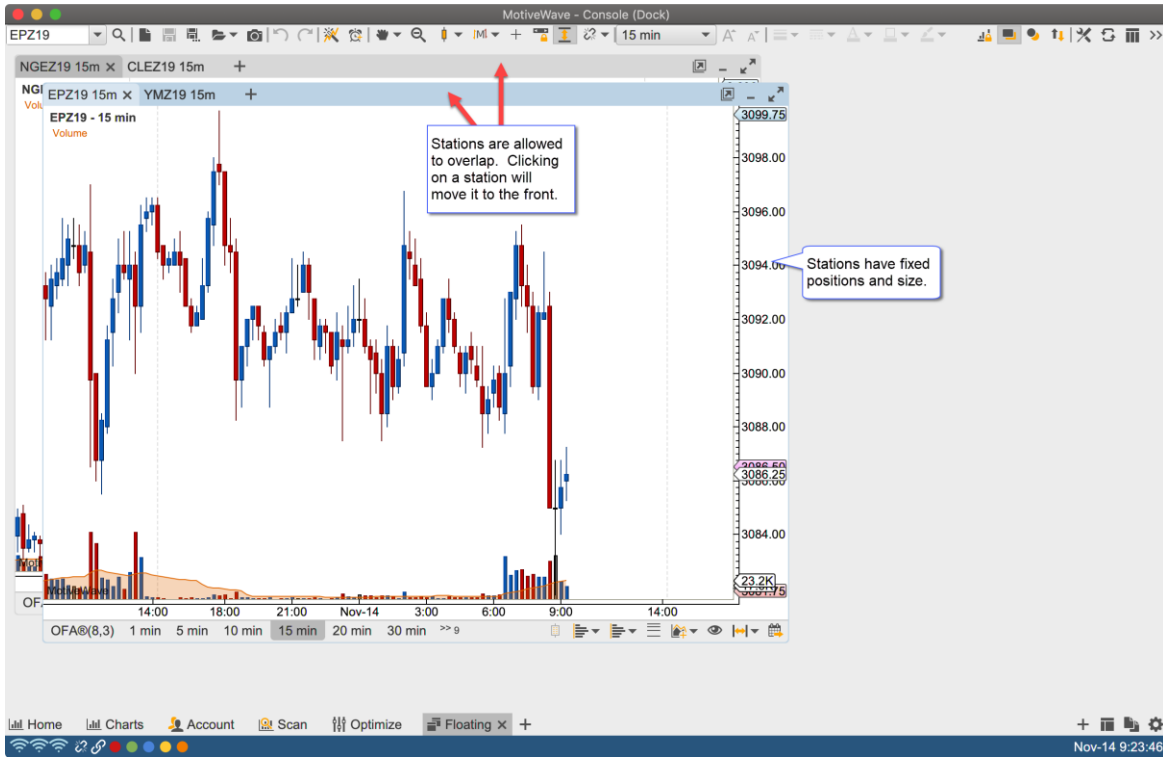 MotiveWave - Console (Dock)
EPZ19
15 min
NGEZ19 15m CLEZ19 15m
EPZ19 15m YMZ19 15m
EPZ19 - 15 min
Volume
Stations are allowed
to overlap. Clicking
on a station will
move it to the front.
Stations have fixed
positions and size.
3099.75
3098.00
3096.00
3094.00
3092.00
3090.00
3088.00
3086.50
3086.25
3084.00
23.2K
MotiveWave
14:00 18:00 21:00 Nov-14 3:00 6:00 9:00 14:00
OFA®(8,3) 1 min 5 min 10 min 15 min 20 min 30 min >> 9
Home Charts Account Scan Optimize Floating
Nov-14 9:23:46